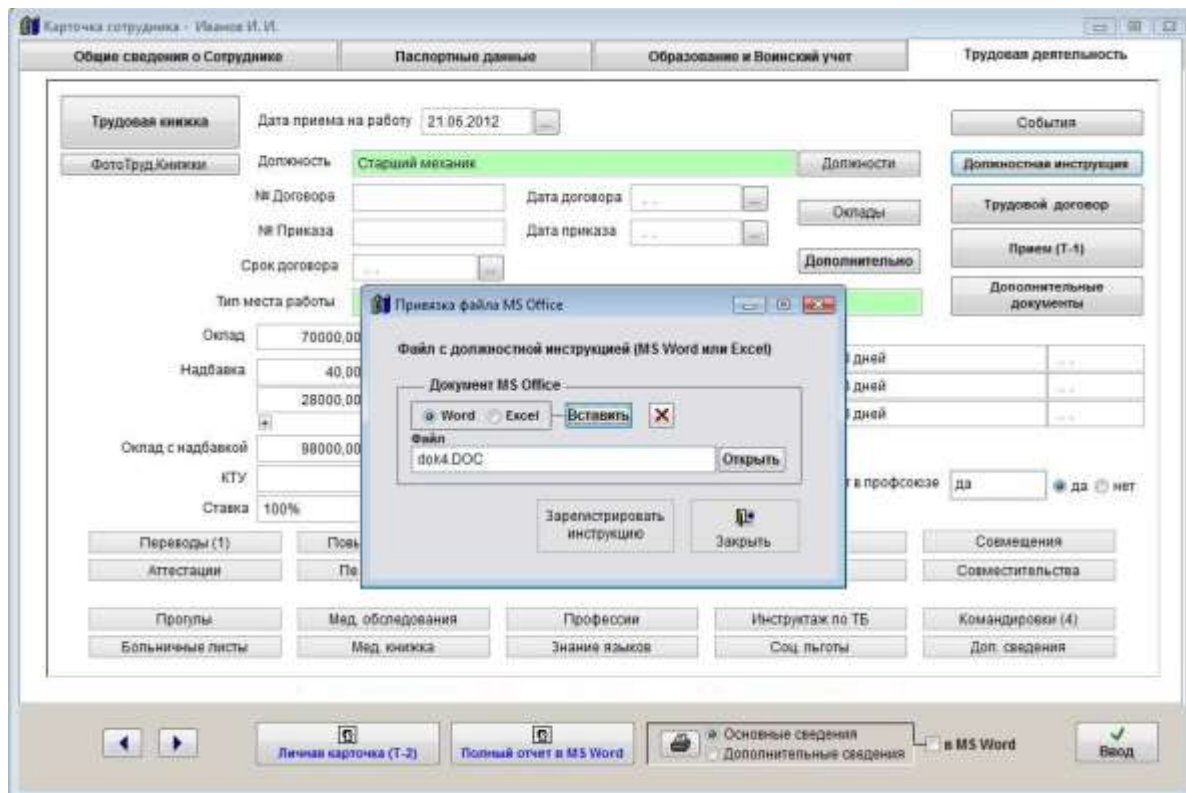 Карточка сотрудника - Иванов И. И.
Общие сведения о Сотруднике
Паспортные данные
Образование и Воинский учет
Трудовая деятельность
Трудовая книжка
Дата приема на работу 21.06.2012 ...
События
ФотоТруд.Книжки
Должность Старший механик
Должности
Должностная инструкция
№ Договора
Дата договора . . ...
Оклады
Трудовой договор
№ Приказа
Дата приказа . . ...
Срок договора . . ...
Дополнительно
Прием (Т-1)
Тип места работы
Дополнительные
документы
Привязка файла MS Office
Файл с должностной инструкцией (MS Word или Excel)
Документ MS Office
Word Excel Вставить
Файл
dok4.DOC Открыть
Зарегистрировать
инструкцию
Закрыть
Оклад 70000,00
Надбавка 40,00
28000,00
+
Оклад с надбавкой 98000,00
КТУ
Ставка 100%
дней . .
дней . .
дней . .
в профсоюзе да да нет
Переводы (1)
Совмещения
Аттестации
Совместительства
Прогулы
Мед. обследования
Профессии
Инструктаж по ТБ
Командировки (4)
Больничные листы
Мед. книжка
Знание языков
Соц. льготы
Доп. сведения
Личная карточка (Т-2)
Полный отчет в MS Word
Основные сведения
Дополнительные сведения
в MS Word
Ввод